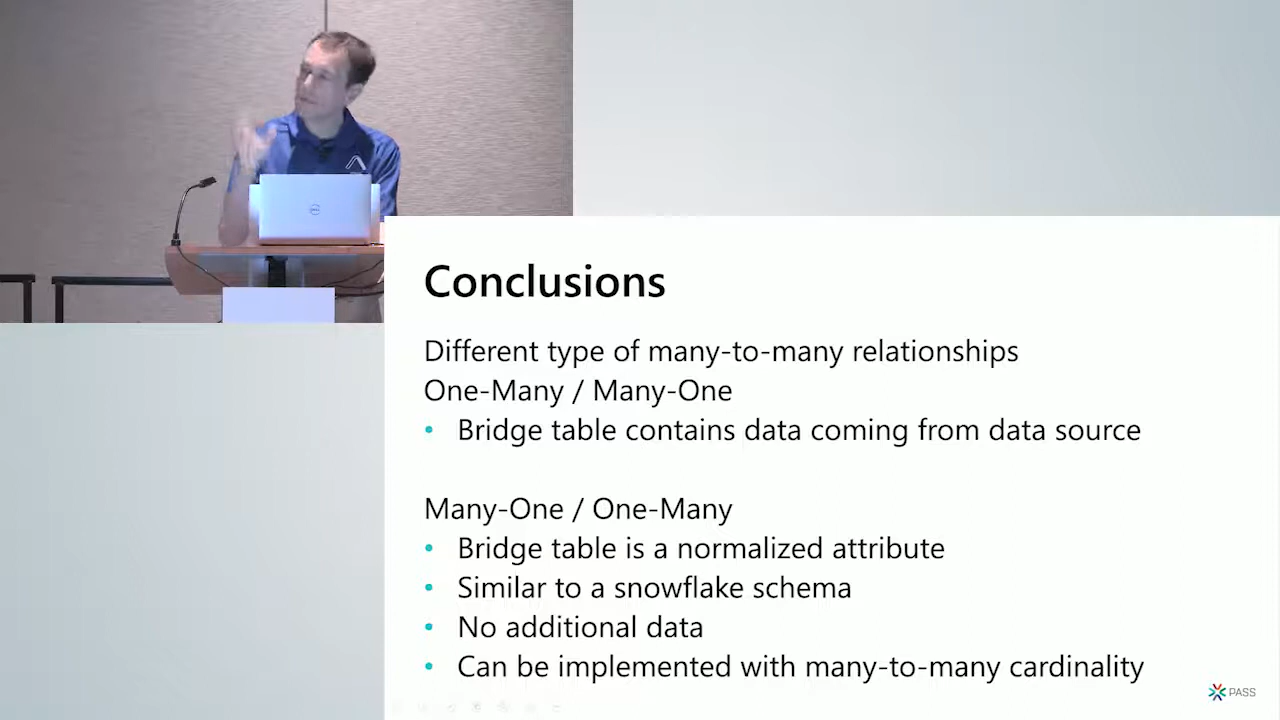 Conclusions
Different type of many-to-many relationships
One-Many / Many-One
• Bridge table contains data coming from data source
Many-One / One-Many
• Bridge table is a normalized attribute
• Similar to a snowflake schema
• No additional data
• Can be implemented with many-to-many cardinality
PASS